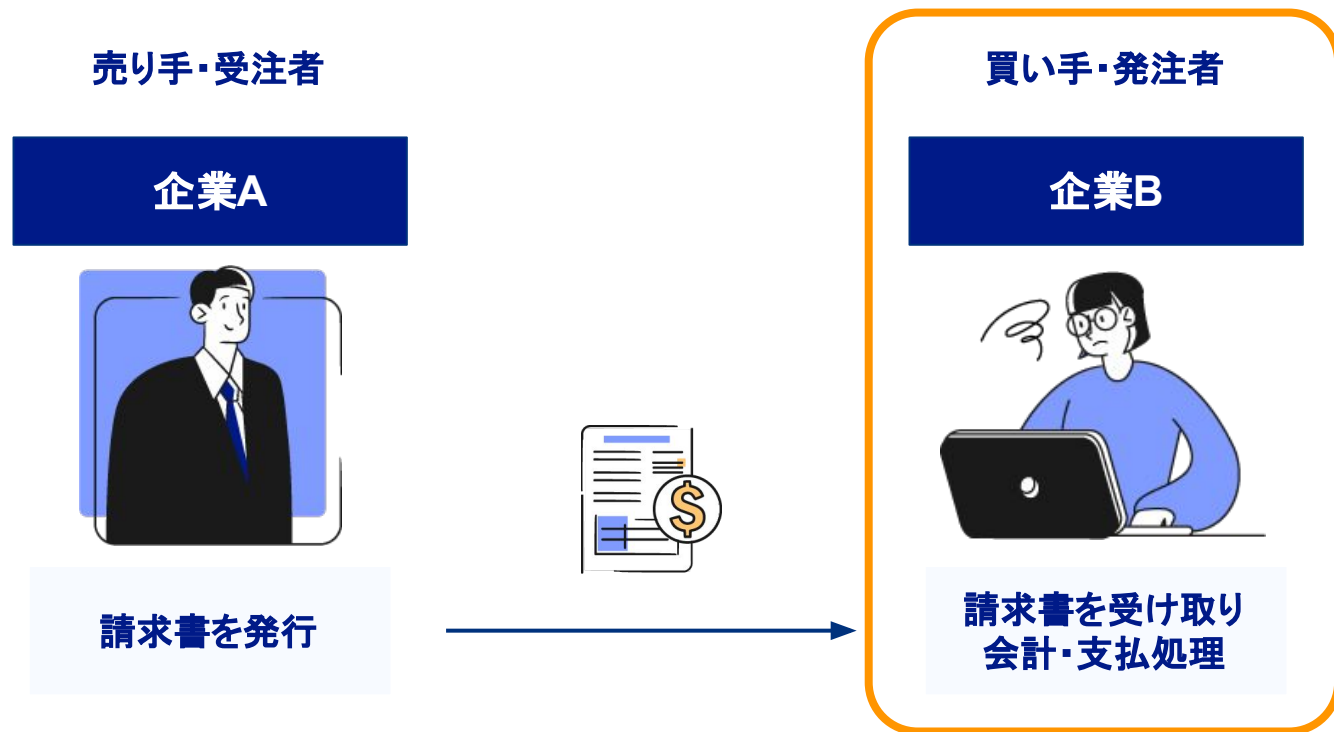 売り手・受注者
企業A
請求書を発行
$
買い手・発注者
企業B
請求書を受け取り
会計・支払処理